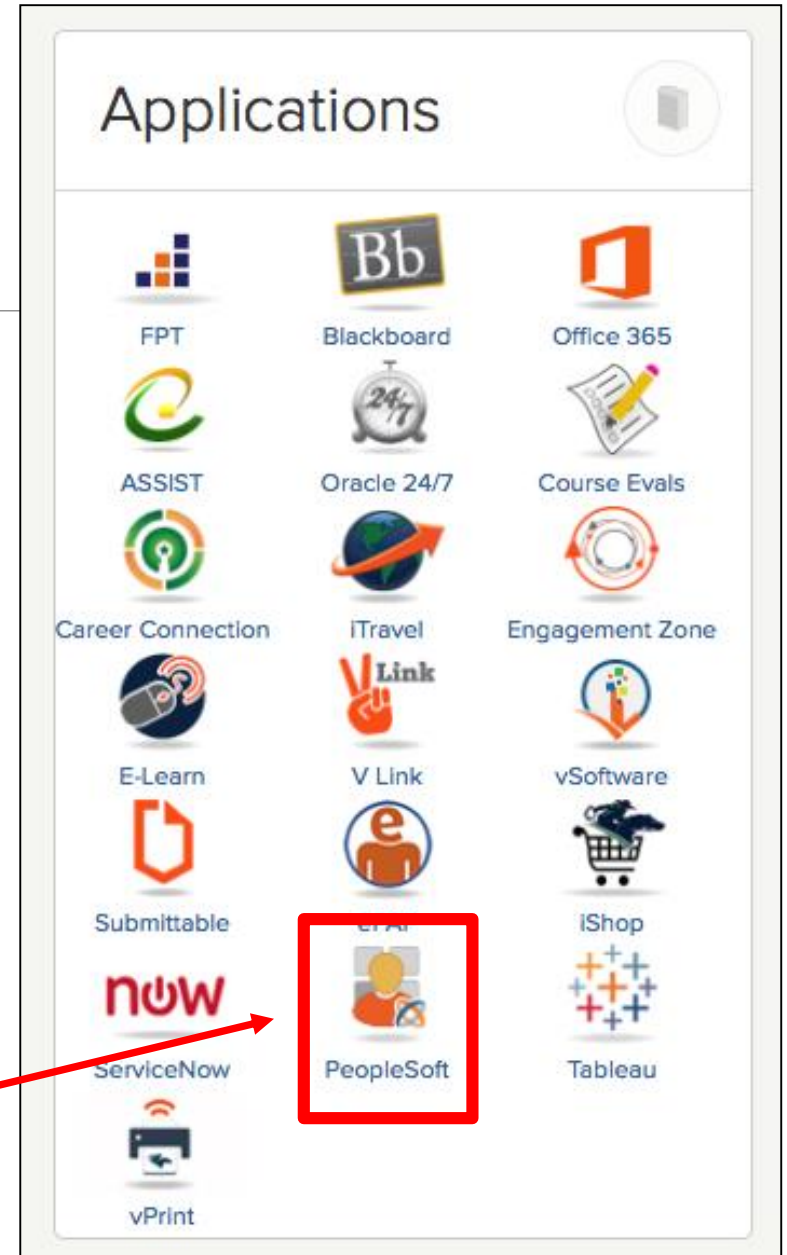 Applications
Bb
FPT Blackboard Office 365
24/7
ASSIST Oracle 24/7 Course Evals
Career Connection iTravel Engagement Zone
Link
E-Learn V Link vSoftware
e
Submittable iShop
now
ServiceNow PeopleSoft Tableau
vPrint